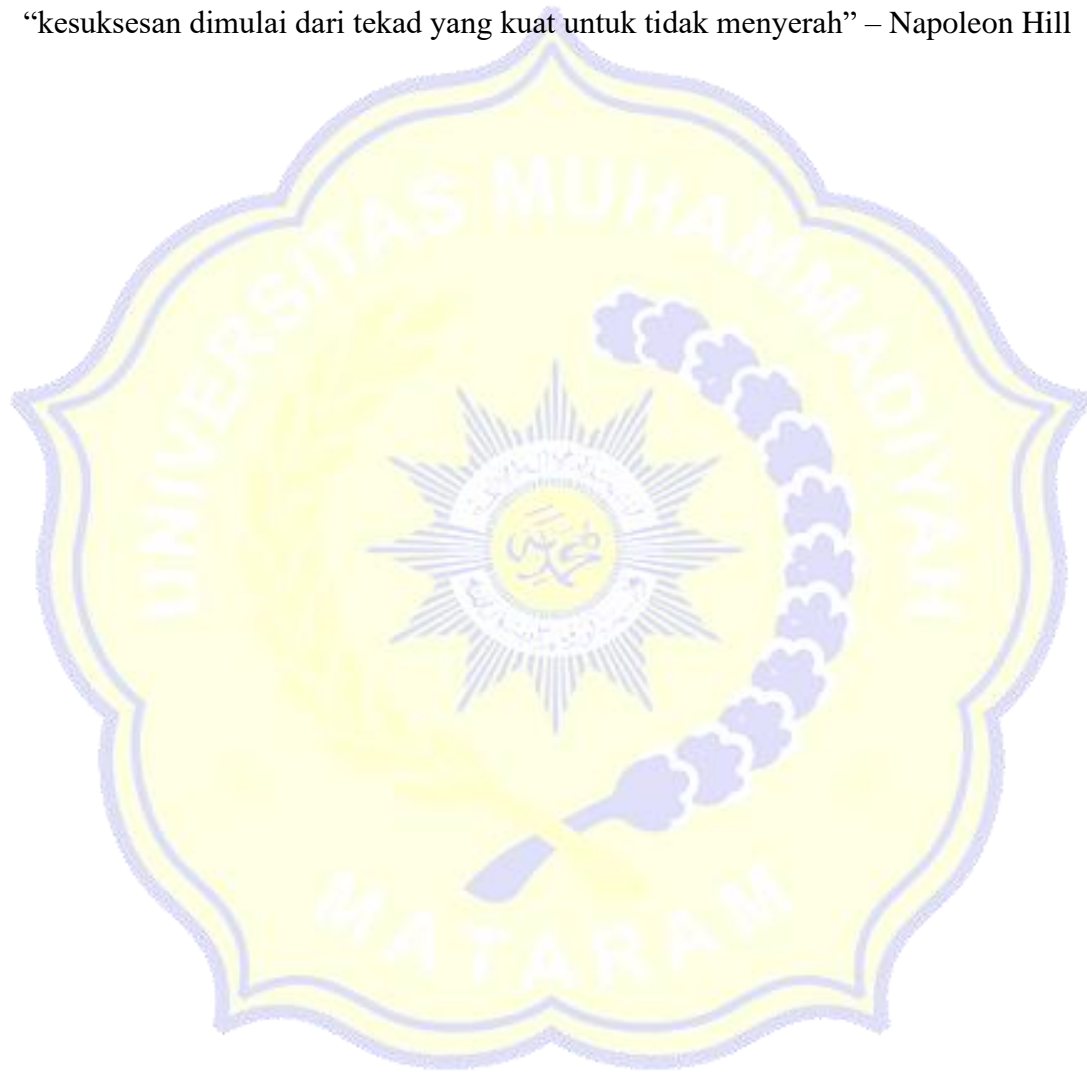 “kesuksesan dimulai dari tekad yang kuat untuk tidak menyerah” – Napoleon Hill
UNIVERSITAS MUHAMMADIYAH
MATARAM